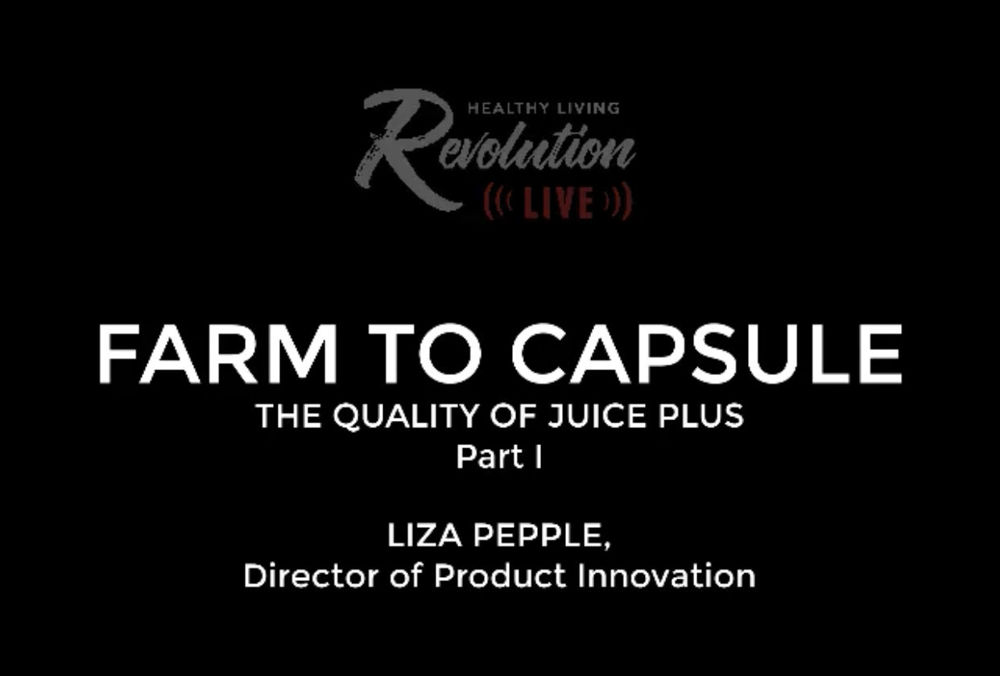 HEALTHY LIVING
Revolution
LIVE
FARM TO CAPSULE
THE QUALITY OF JUICE PLUS
Part I
LIZA PEPPLE,
Director of Product Innovation